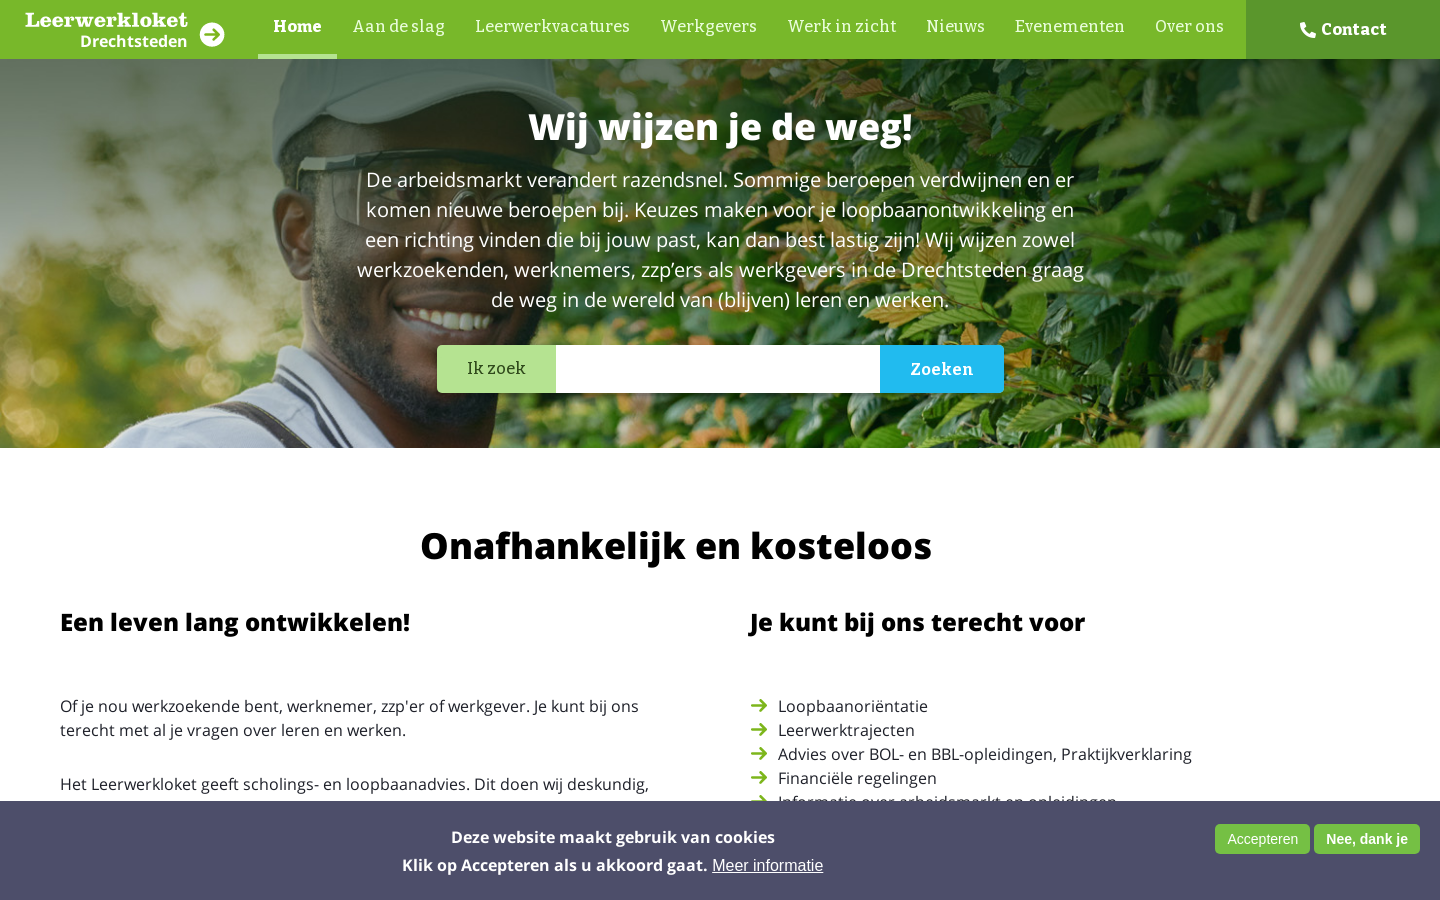 Leerwerkloket
Drechtsteden
Home
Aan de slag
Leerwerkvacatures
Werkgevers
Werk in zicht
Nieuws
Evenementen
Over ons
Contact
Wij wijzen je de weg!
De arbeidsmarkt verandert razendsnel. Sommige beroepen verdwijnen en er
komen nieuwe beroepen bij. Keuzes maken voor je loopbaanontwikkeling en
een richting vinden die bij jouw past, kan dan best lastig zijn! Wij wijzen zowel
werkzoekenden, werknemers, zzp’ers als werkgevers in de Drechtsteden graag
de weg in de wereld van (blijven) leren en werken.
Ik zoek
Zoeken
Onafhankelijk en kosteloos
Een leven lang ontwikkelen!
Of je nou werkzoekende bent, werknemer, zzp'er of werkgever. Je kunt bij ons
terecht met al je vragen over leren en werken.
Het Leerwerkloket geeft scholings- en loopbaanadvies. Dit doen wij deskundig,
Je kunt bij ons terecht voor
Loopbaanoriëntatie
Leerwerktrajecten
Advies over BOL- en BBL-opleidingen, Praktijkverklaring
Financiële regelingen
Informatie over arbeidsmarkt en opleidingen
Deze website maakt gebruik van cookies
Klik op Accepteren als u akkoord gaat. Meer informatie
Accepteren
Nee, dank je